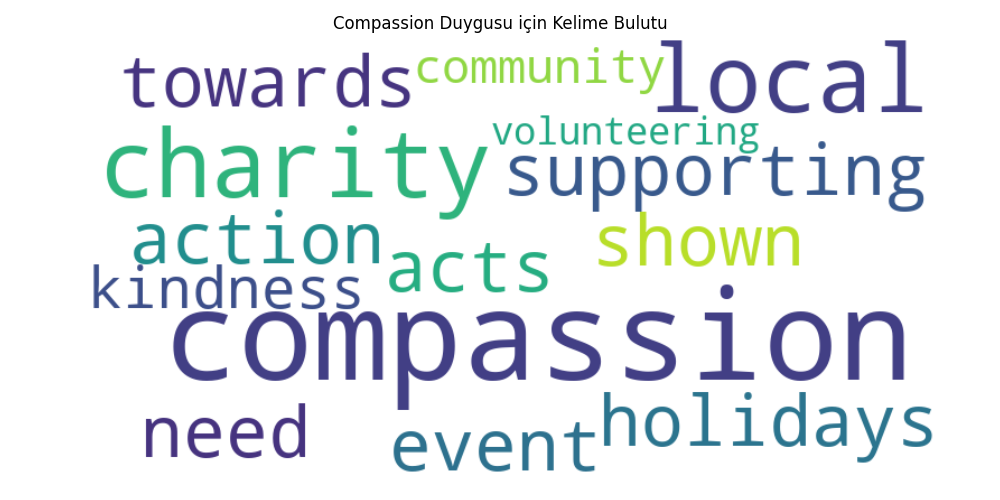 Compassion Duygusu için Kelime Bulutu
towards community local
charity volunteering supporting
action acts shown
kindness
compassion
need event holidays